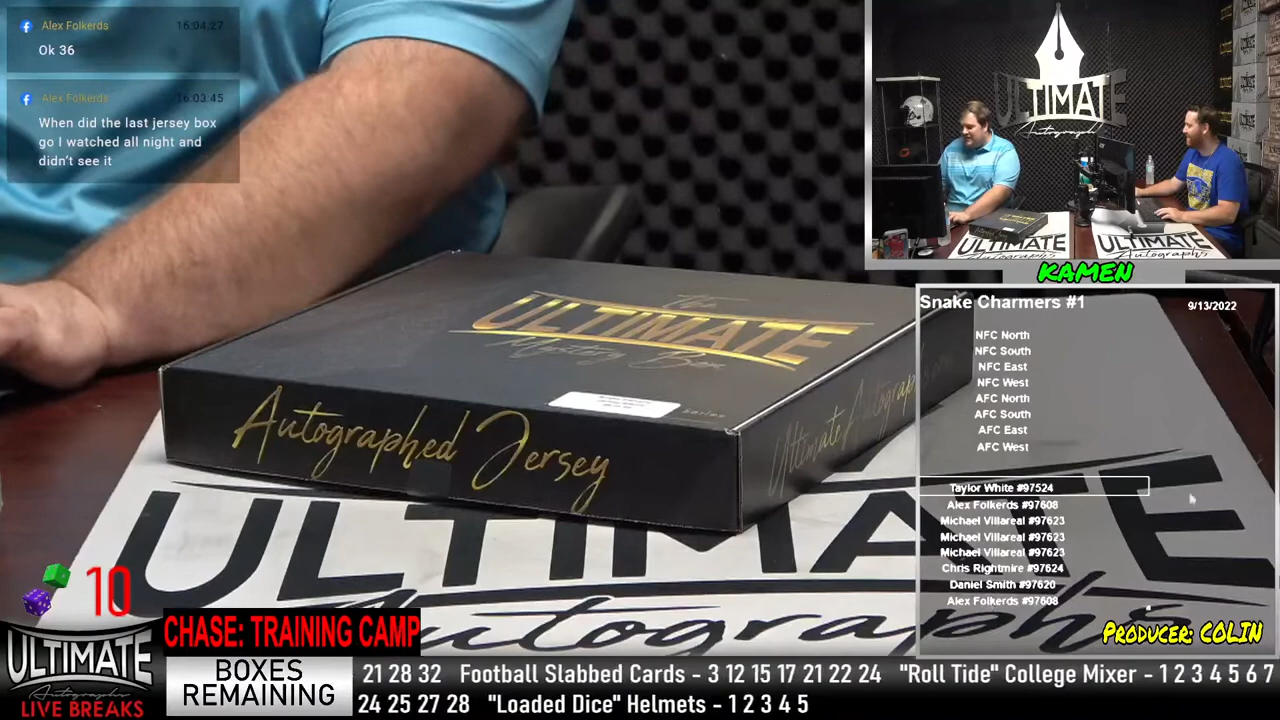 Alex Folkerds 16:04:27
Ok 36
Alex Folkerds 16:03:45
When did the last jersey box
go I watched all night and
didn't see it
ULTIMATE
Autographs
ULTIMATE
Autographs
ULTIMATE
Autographs
KAMEN
the
ULTIMATE
Mystery Box
series
Autographed Jersey
Ultimate Autographs
ULTIMATE
Autographs
Snake Charmers #1 9/13/2022
NFC North
NFC South
NFC East
NFC West
AFC North
AFC South
AFC East
AFC West
Taylor White #97524
Alex Folkerds #97608
Michael Villareal #97623
Michael Villareal #97623
Michael Villareal #97623
Chris Rightmire #97624
Daniel Smith #97620
Alex Folkerds #97608
PRODUCER: COLIN
10
CHASE: TRAINING CAMP
ULTIMATE
Autographs
LIVE BREAKS
BOXES
REMAINING
21 28 32 Football Slabbed Cards - 3 12 15 17 21 22 24 "Roll Tide" College Mixer - 1 2 3 4 5 6 7
24 25 27 28 "Loaded Dice" Helmets - 1 2 3 4 5